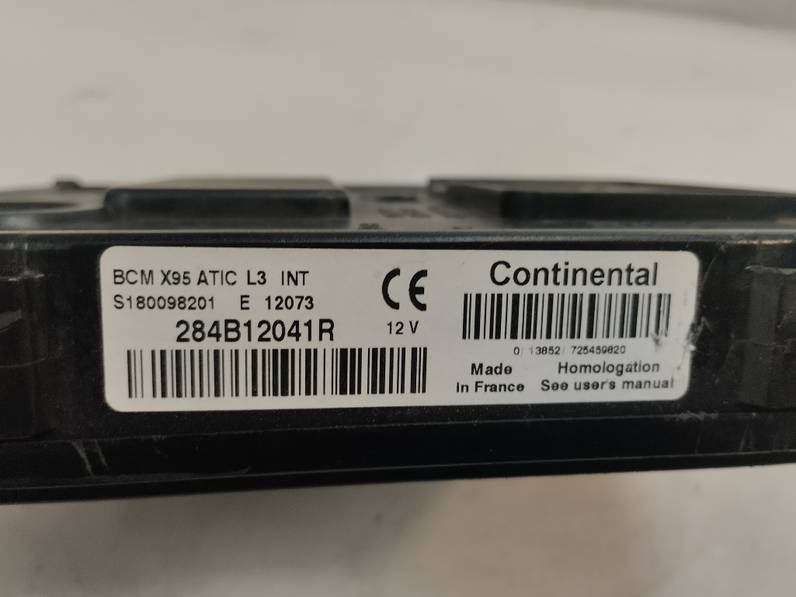 BCM X95 ATIC L3 INT
S180098201 E 12073
284B12041R
CE
12 V
Continental
0/ 13852/ 725459820
Made
in France
Homologation
See user's manual